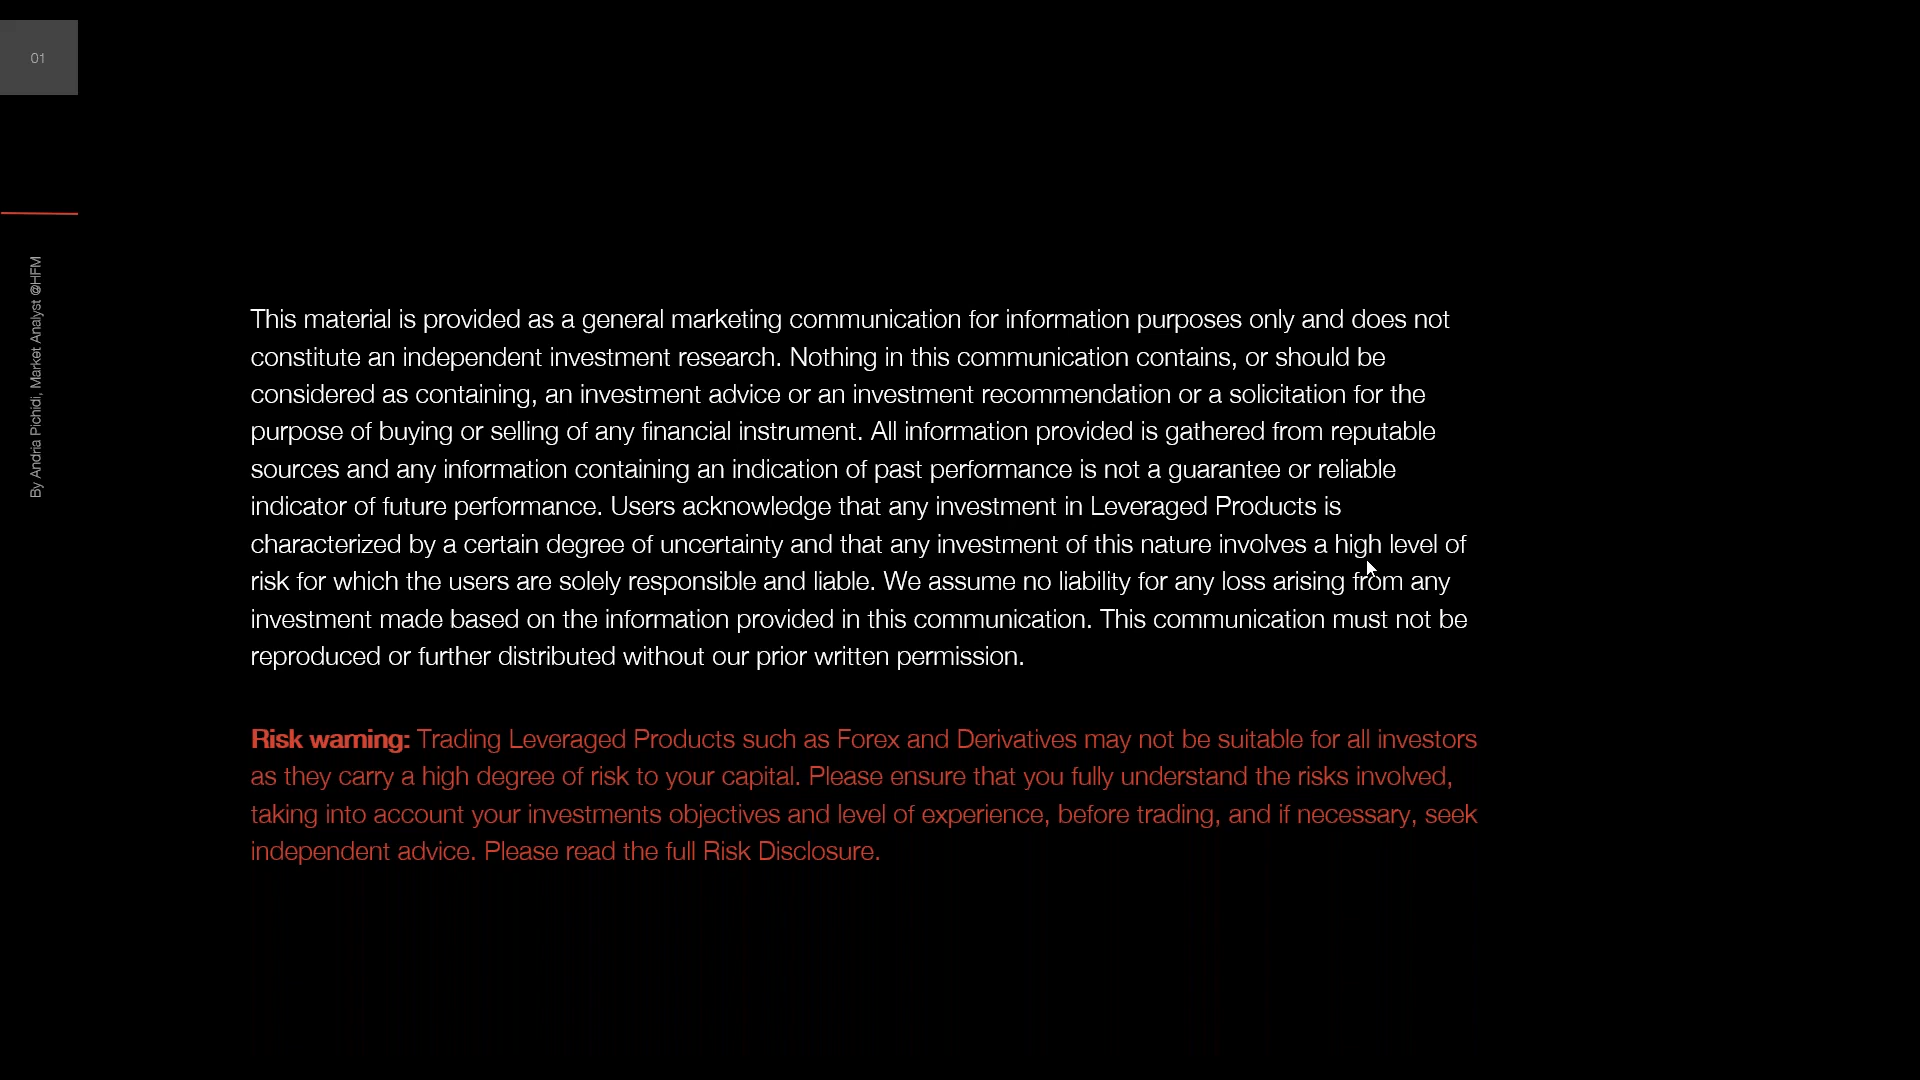 01
By Andria Pichidi, Market Analyst @HFM
This material is provided as a general marketing communication for information purposes only and does not
constitute an independent investment research. Nothing in this communication contains, or should be
considered as containing, an investment advice or an investment recommendation or a solicitation for the
purpose of buying or selling of any financial instrument. All information provided is gathered from reputable
sources and any information containing an indication of past performance is not a guarantee or reliable
indicator of future performance. Users acknowledge that any investment in Leveraged Products is
characterized by a certain degree of uncertainty and that any investment of this nature involves a high level of
risk for which the users are solely responsible and liable. We assume no liability for any loss arising from any
investment made based on the information provided in this communication. This communication must not be
reproduced or further distributed without our prior written permission.
Risk warning: Trading Leveraged Products such as Forex and Derivatives may not be suitable for all investors
as they carry a high degree of risk to your capital. Please ensure that you fully understand the risks involved,
taking into account your investments objectives and level of experience, before trading, and if necessary, seek
independent advice. Please read the full Risk Disclosure.